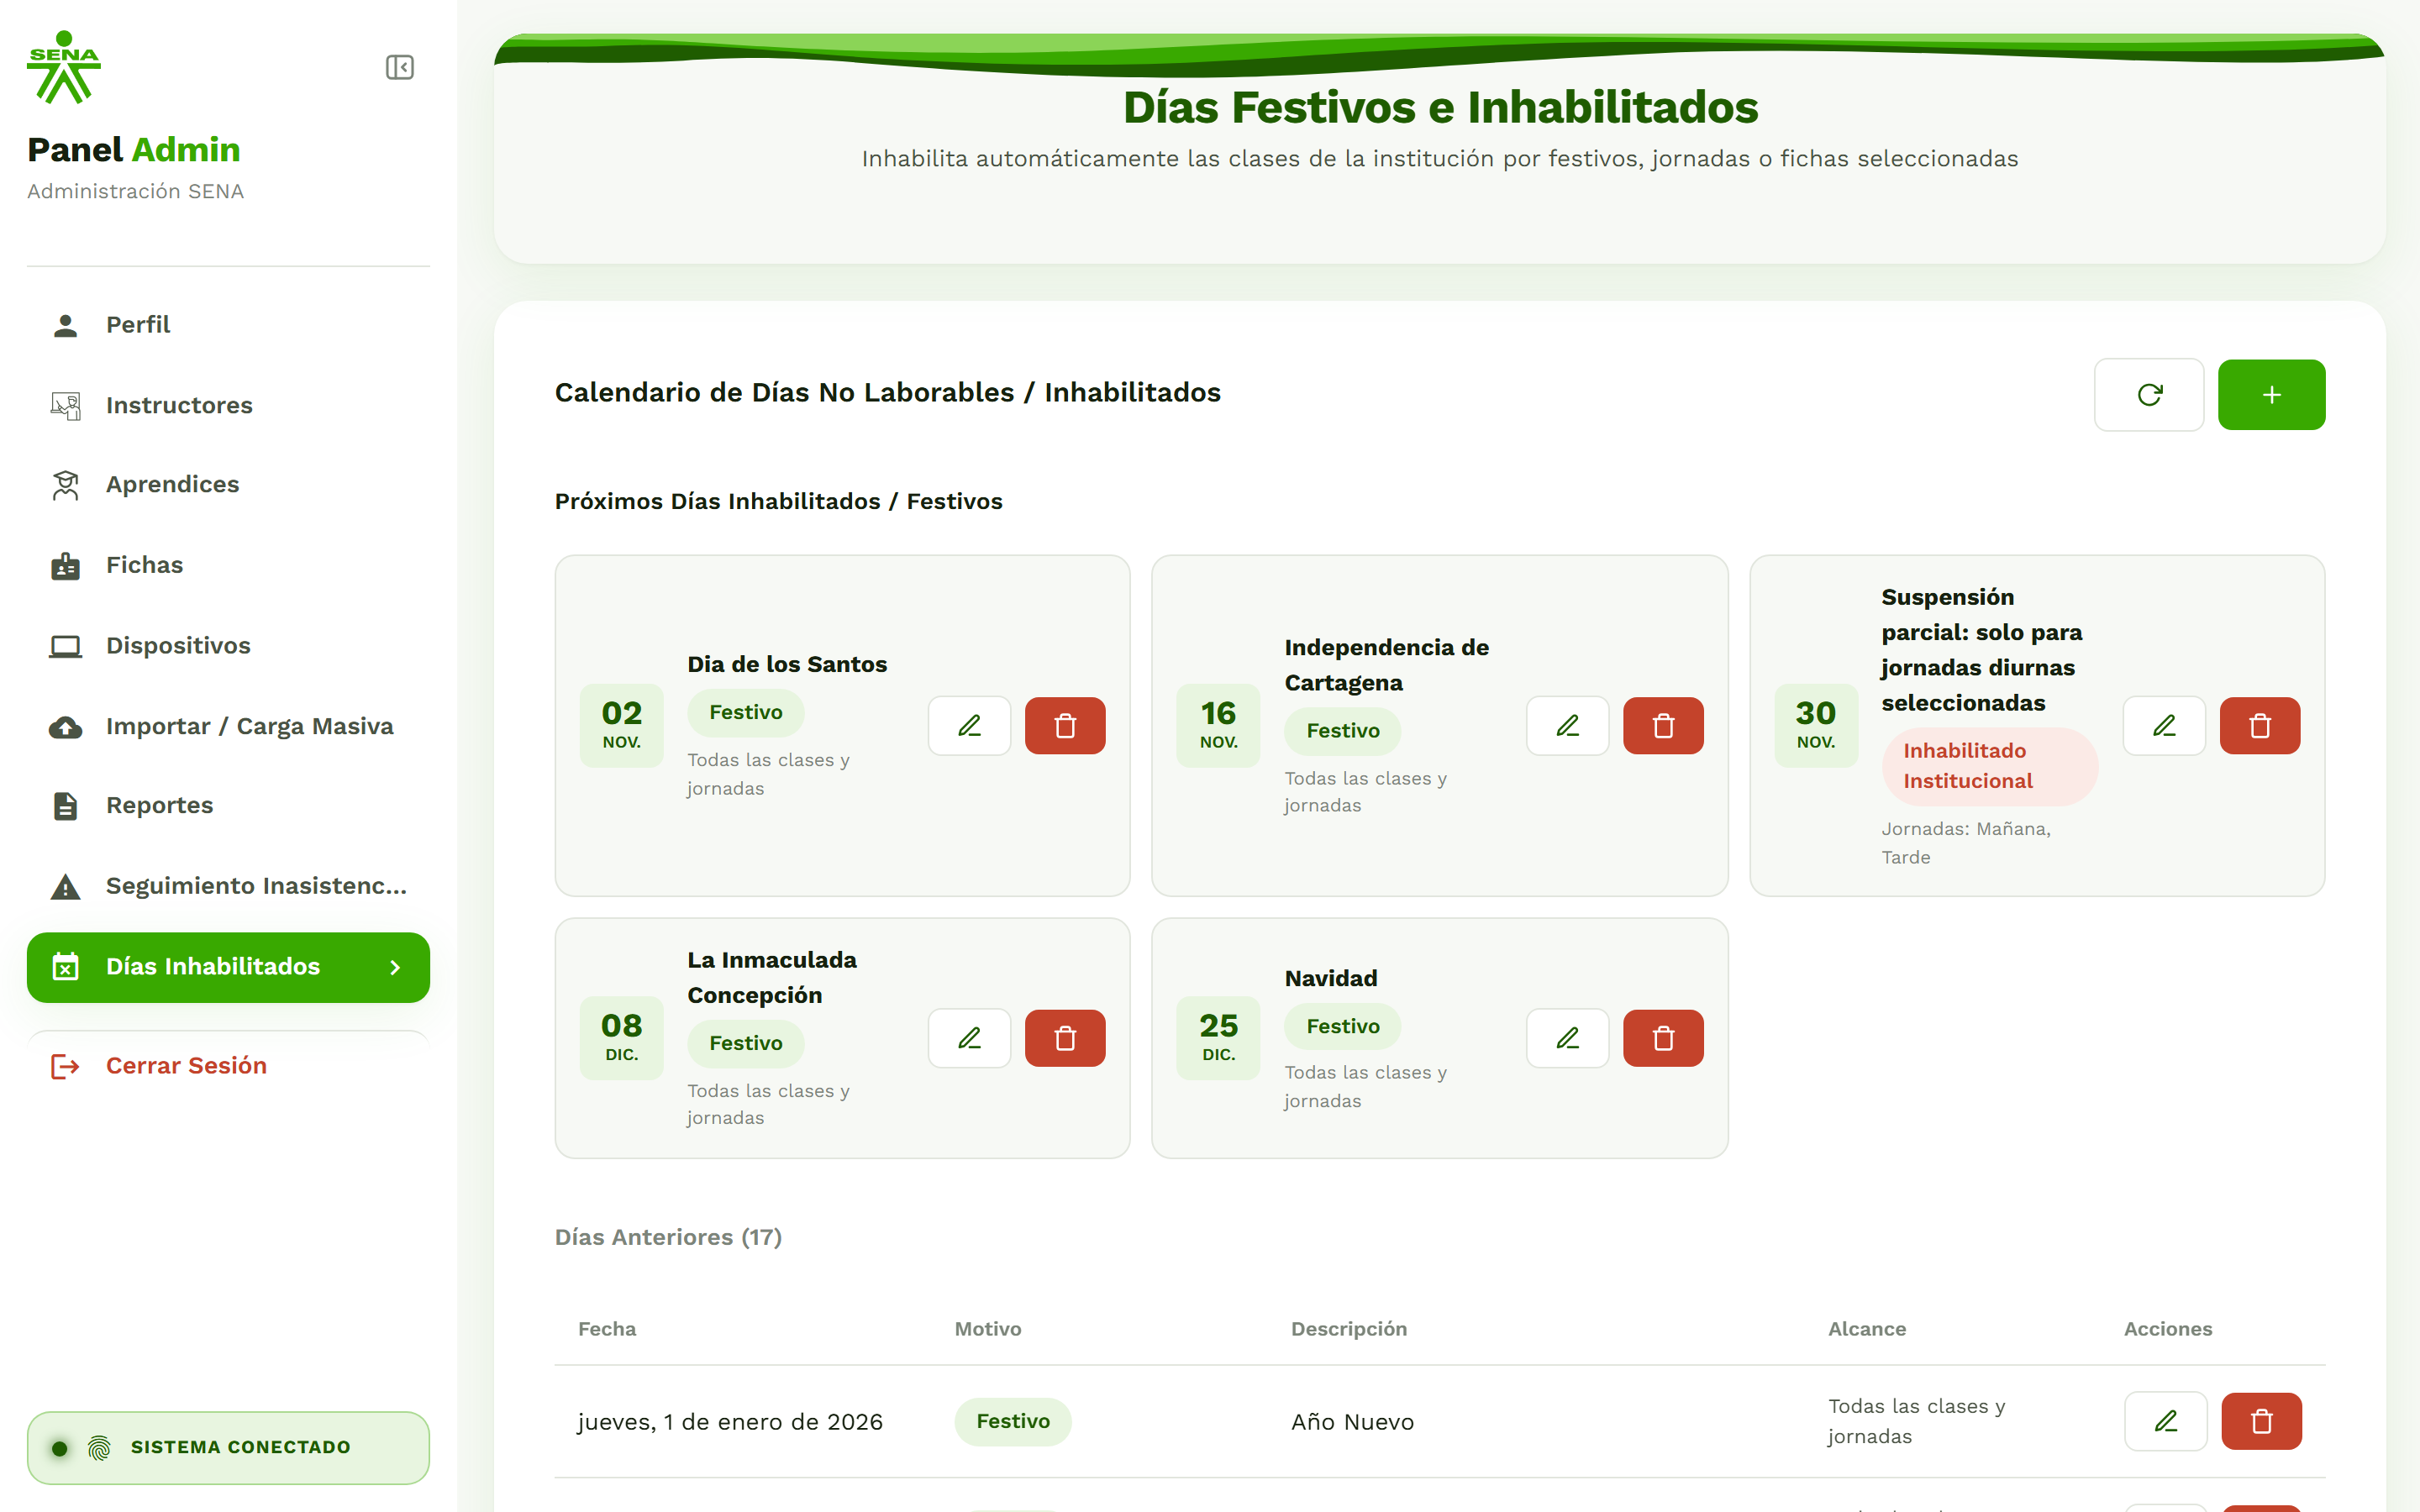 SENA
Panel Admin
Administración SENA
Perfil
Instructores
Aprendices
Fichas
Dispositivos
Importar / Carga Masiva
Reportes
Seguimiento Inasistenc...
Días Inhabilitados
Cerrar Sesión
SISTEMA CONECTADO
Días Festivos e Inhabilitados
Inhabilita automáticamente las clases de la institución por festivos, jornadas o fichas seleccionadas
Calendario de Días No Laborables / Inhabilitados
Próximos Días Inhabilitados / Festivos
02
NOV.
Dia de los Santos
Festivo
Todas las clases y
jornadas
16
NOV.
Independencia de
Cartagena
Festivo
Todas las clases y
jornadas
30
NOV.
Suspensión
parcial: solo para
jornadas diurnas
seleccionadas
Inhabilitado
Institucional
Jornadas: Mañana,
Tarde
08
DIC.
La Inmaculada
Concepción
Festivo
Todas las clases y
jornadas
25
DIC.
Navidad
Festivo
Todas las clases y
jornadas
Días Anteriores (17)
Fecha Motivo Descripción Alcance Acciones
jueves, 1 de enero de 2026 Festivo Año Nuevo Todas las clases y
jornadas